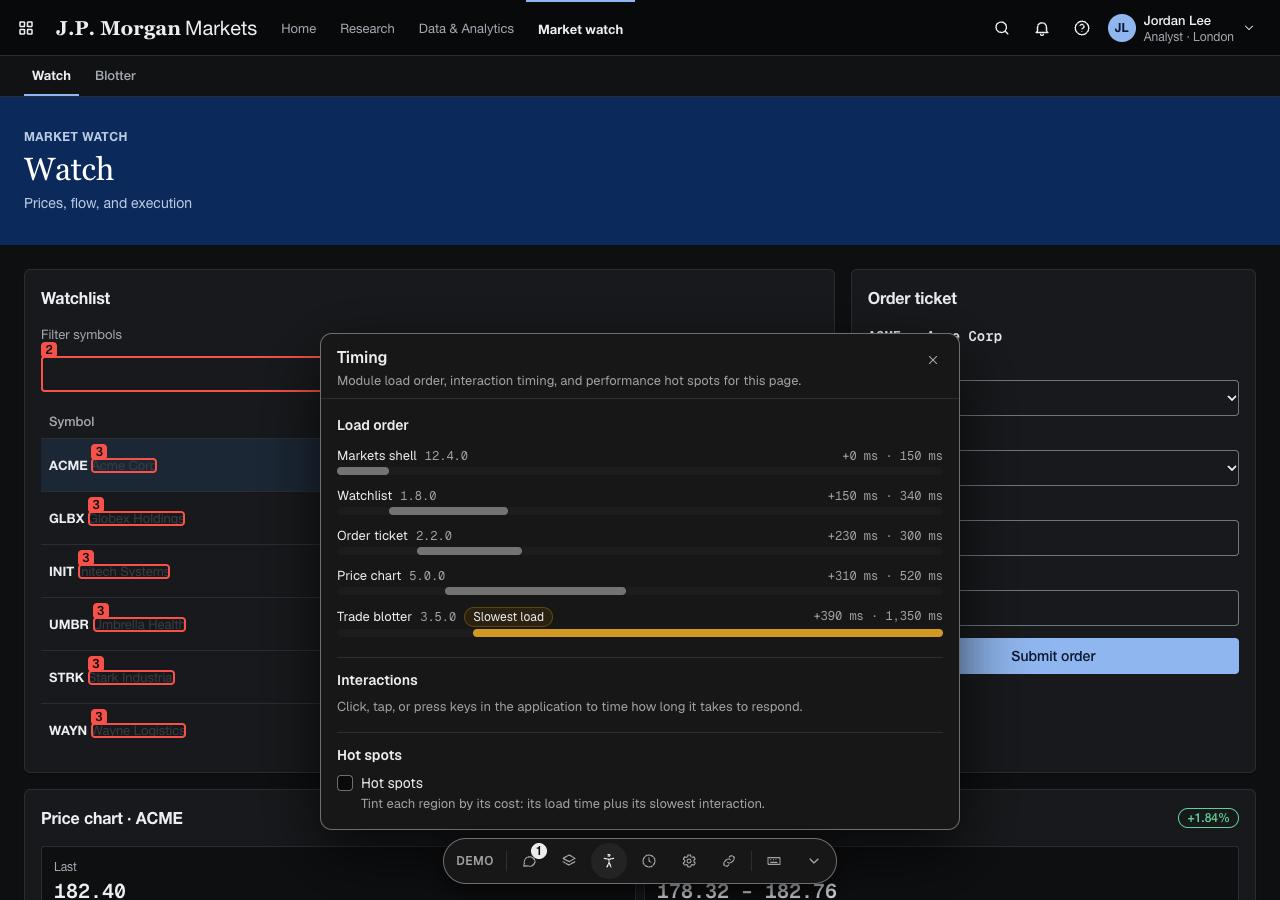 J.P. Morgan Markets
Home
Research
Data & Analytics
Market watch
JL
Jordan Lee
Analyst · London
Watch
Blotter
MARKET WATCH
Watch
Prices, flow, and execution
Watchlist
Filter symbols
2
Symbol
3
ACME Acme Corp
3
GLBX Globex Holdings
3
INIT Initech Systems
3
UMBR Umbrella Health
3
STRK Stark Industrial
3
WAYN Wayne Logistics
Order ticket
Corp
Submit order
Timing
Module load order, interaction timing, and performance hot spots for this page.
Load order
Markets shell 12.4.0 +0 ms · 150 ms
Watchlist 1.8.0 +150 ms · 340 ms
Order ticket 2.2.0 +230 ms · 300 ms
Price chart 5.0.0 +310 ms · 520 ms
Trade blotter 3.5.0 Slowest load +390 ms · 1,350 ms
Interactions
Click, tap, or press keys in the application to time how long it takes to respond.
Hot spots
Hot spots
Tint each region by its cost: its load time plus its slowest interaction.
Price chart · ACME
+1.84%
Last
182.40
178.32 – 182.76
DEMO
1